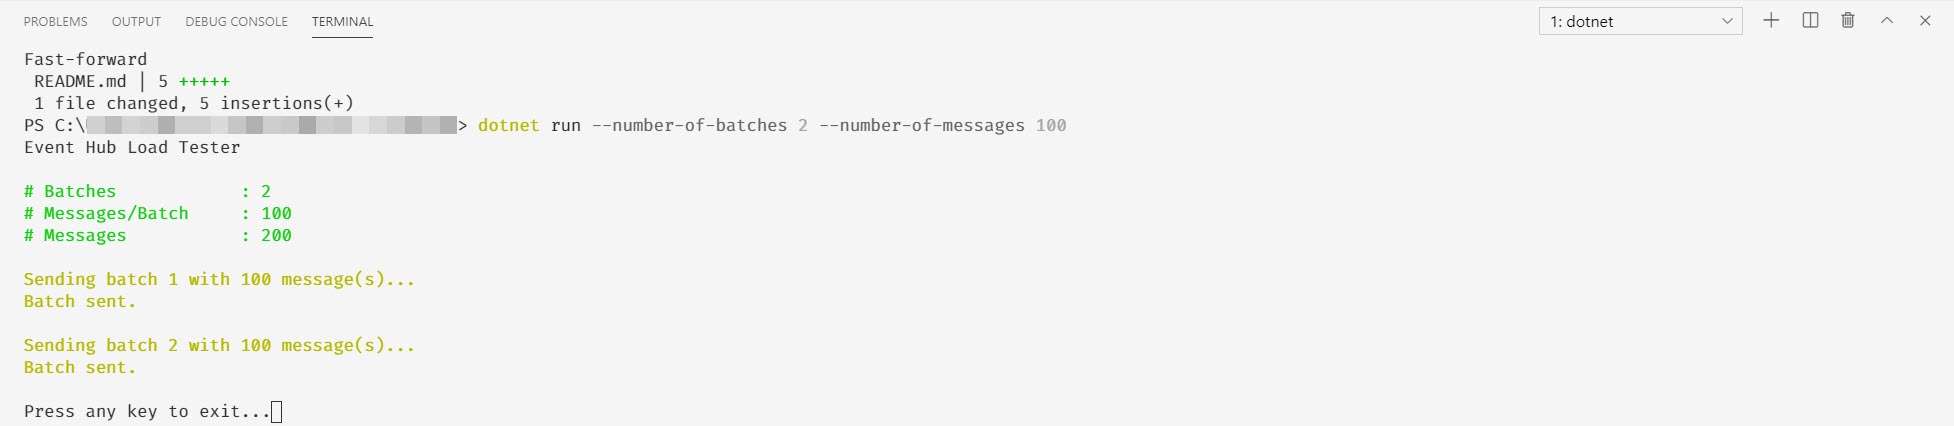 PROBLEMS OUTPUT DEBUG CONSOLE TERMINAL 1: dotnet
Fast-forward
README.md | 5 +++++
1 file changed, 5 insertions(+)
PS C:\ > dotnet run --number-of-batches 2 --number-of-messages 100
Event Hub Load Tester
# Batches : 2
# Messages/Batch : 100
# Messages : 200
Sending batch 1 with 100 message(s)...
Batch sent.
Sending batch 2 with 100 message(s)...
Batch sent.
Press any key to exit...